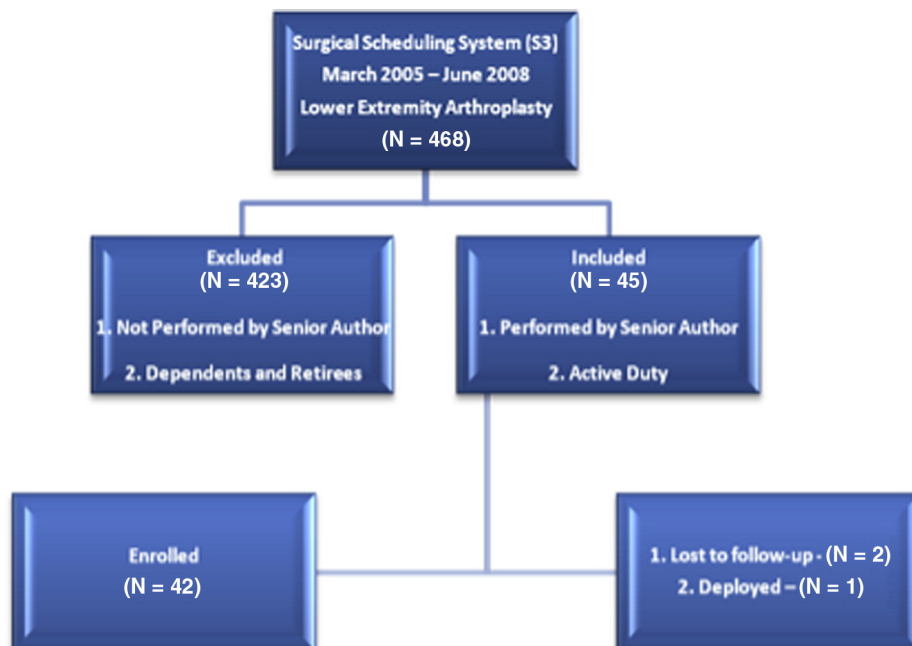 Surgical Scheduling System (S3)
March 2005 – June 2008
Lower Extremity Arthroplasty
(N = 468)
Excluded
(N = 423)
1. Not Performed by Senior Author
2. Dependents and Retirees
Included
(N = 45)
1. Performed by Senior Author
2. Active Duty
Enrolled
(N = 42)
1. Lost to follow-up - (N = 2)
2. Deployed – (N = 1)